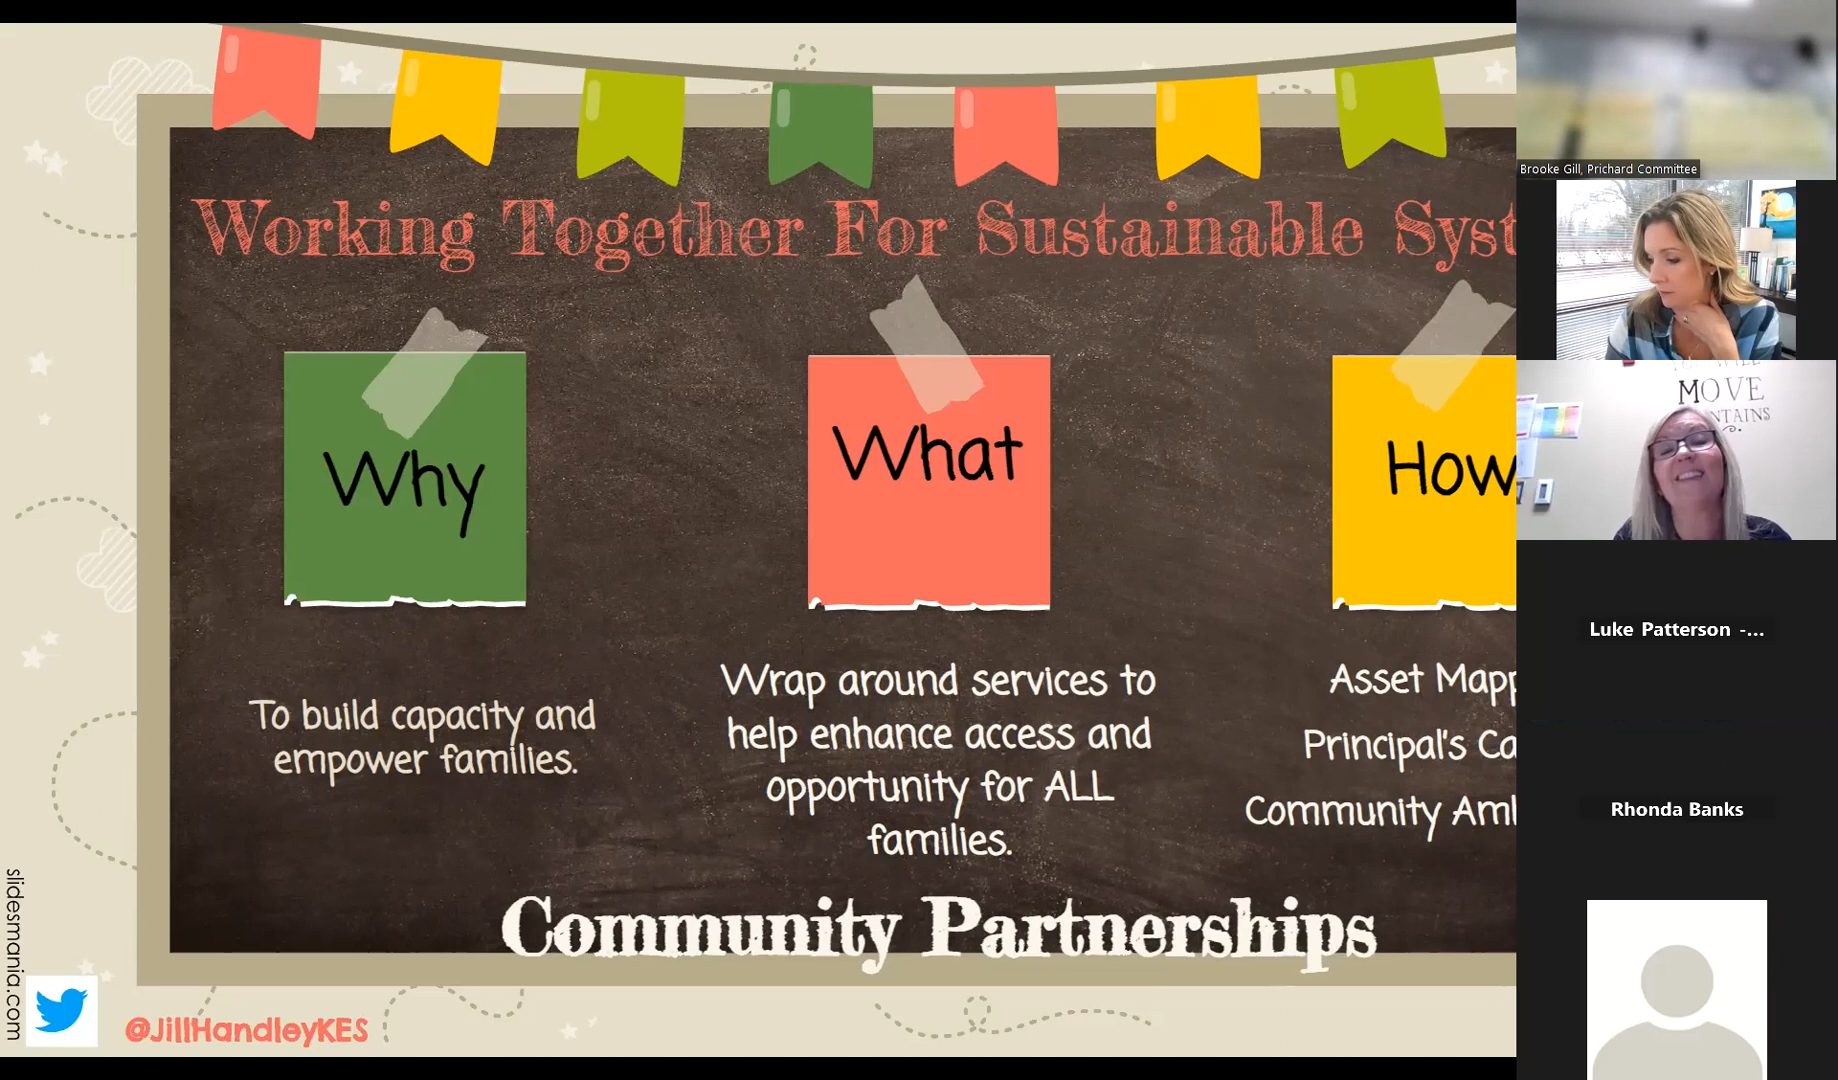 Working Together For Sustainable Syst
Why
What
How
To build capacity and
empower families.
Wrap around services to
help enhance access and
opportunity for ALL
families.
Asset Mapp
Principal's Ca
Community Am
Community Partnerships
slidesmania.com
@JillHandleyKES
Brooke Gill, Prichard Committee
MOVE
NTAINS
Luke Patterson -...
Rhonda Banks